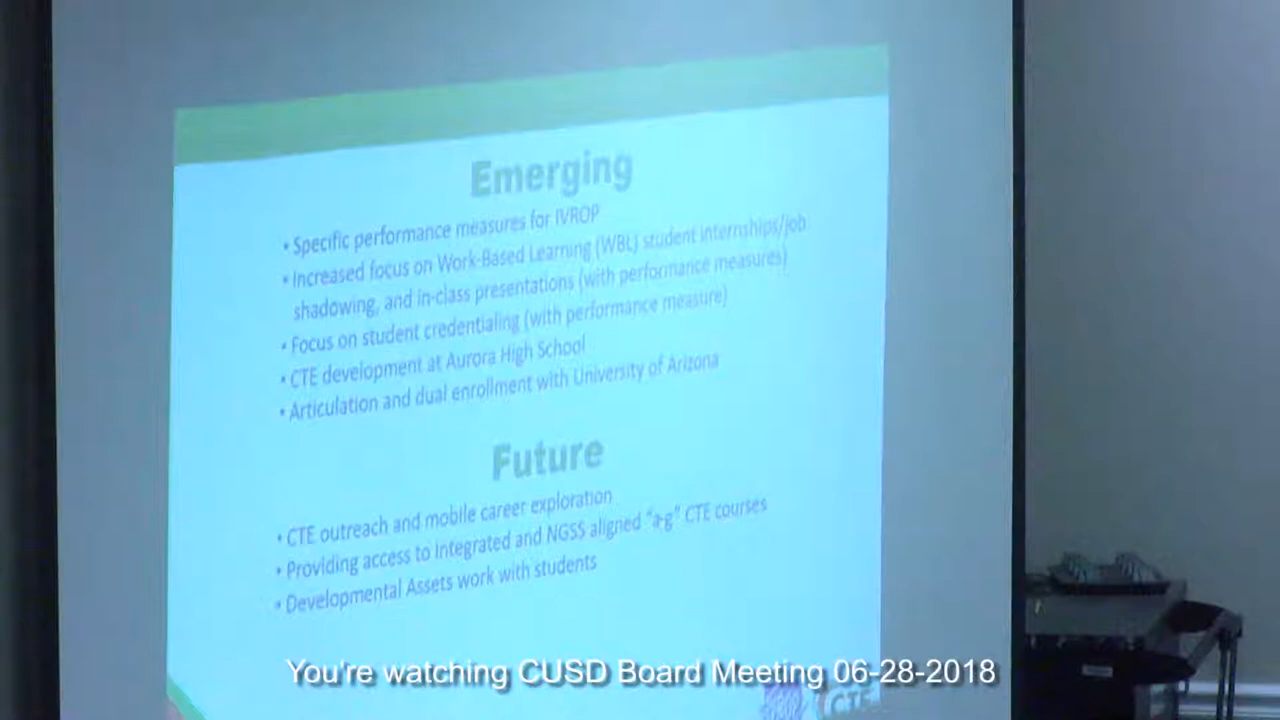 Emerging
• Specific performance measures for IVROP
• Increased focus on Work-Based Learning (WBL) student internships/job
shadowing, and in-class presentations (with performance measures)
• Focus on student credentialing (with performance measure)
• CTE development at Aurora High School
• Articulation and dual enrollment with University of Arizona
Future
• CTE outreach and mobile career exploration
• Providing access to integrated and NGSS aligned "a-g" CTE courses
• Developmental Assets work with students
You're watching CUSD Board Meeting 06-28-2018
CTE